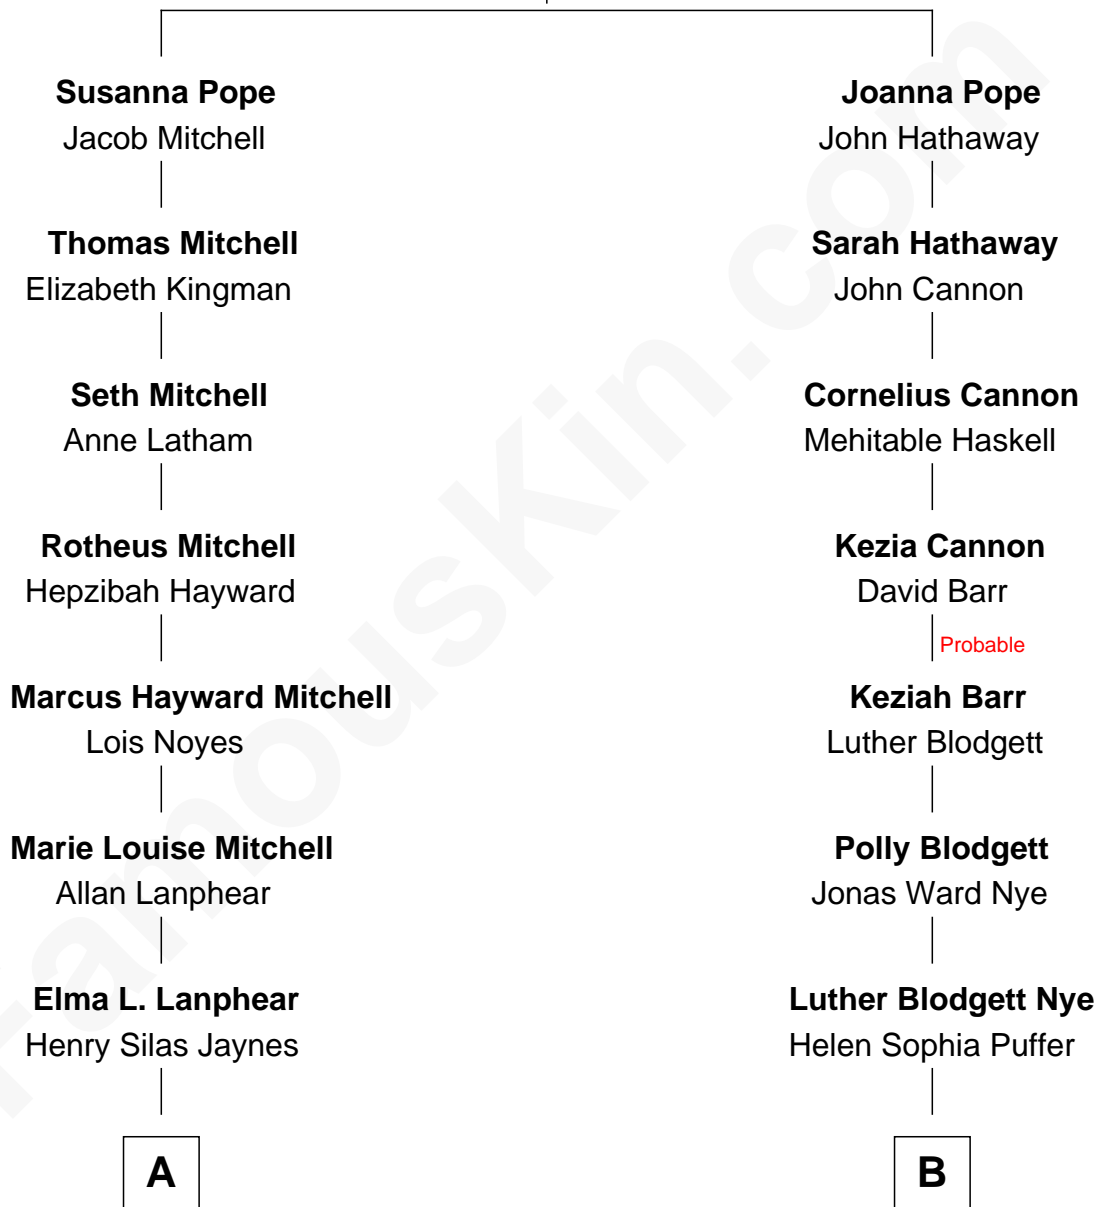 Susanna Pope
Jacob Mitchell
Thomas Mitchell
Elizabeth Kingman
Seth Mitchell
Anne Latham
Rotheus Mitchell
Hepzibah Hayward
Marcus Hayward Mitchell
Lois Noyes
Marie Louise Mitchell
Allan Lanphear
Elma L. Lanphear
Henry Silas Jaynes
A
Joanna Pope
John Hathaway
Sarah Hathaway
John Cannon
Cornelius Cannon
Mehitable Haskell
Kezia Cannon
David Barr
Probable
Keziah Barr
Luther Blodgett
Polly Blodgett
Jonas Ward Nye
Luther Blodgett Nye
Helen Sophia Puffer
B
FamousKin.com